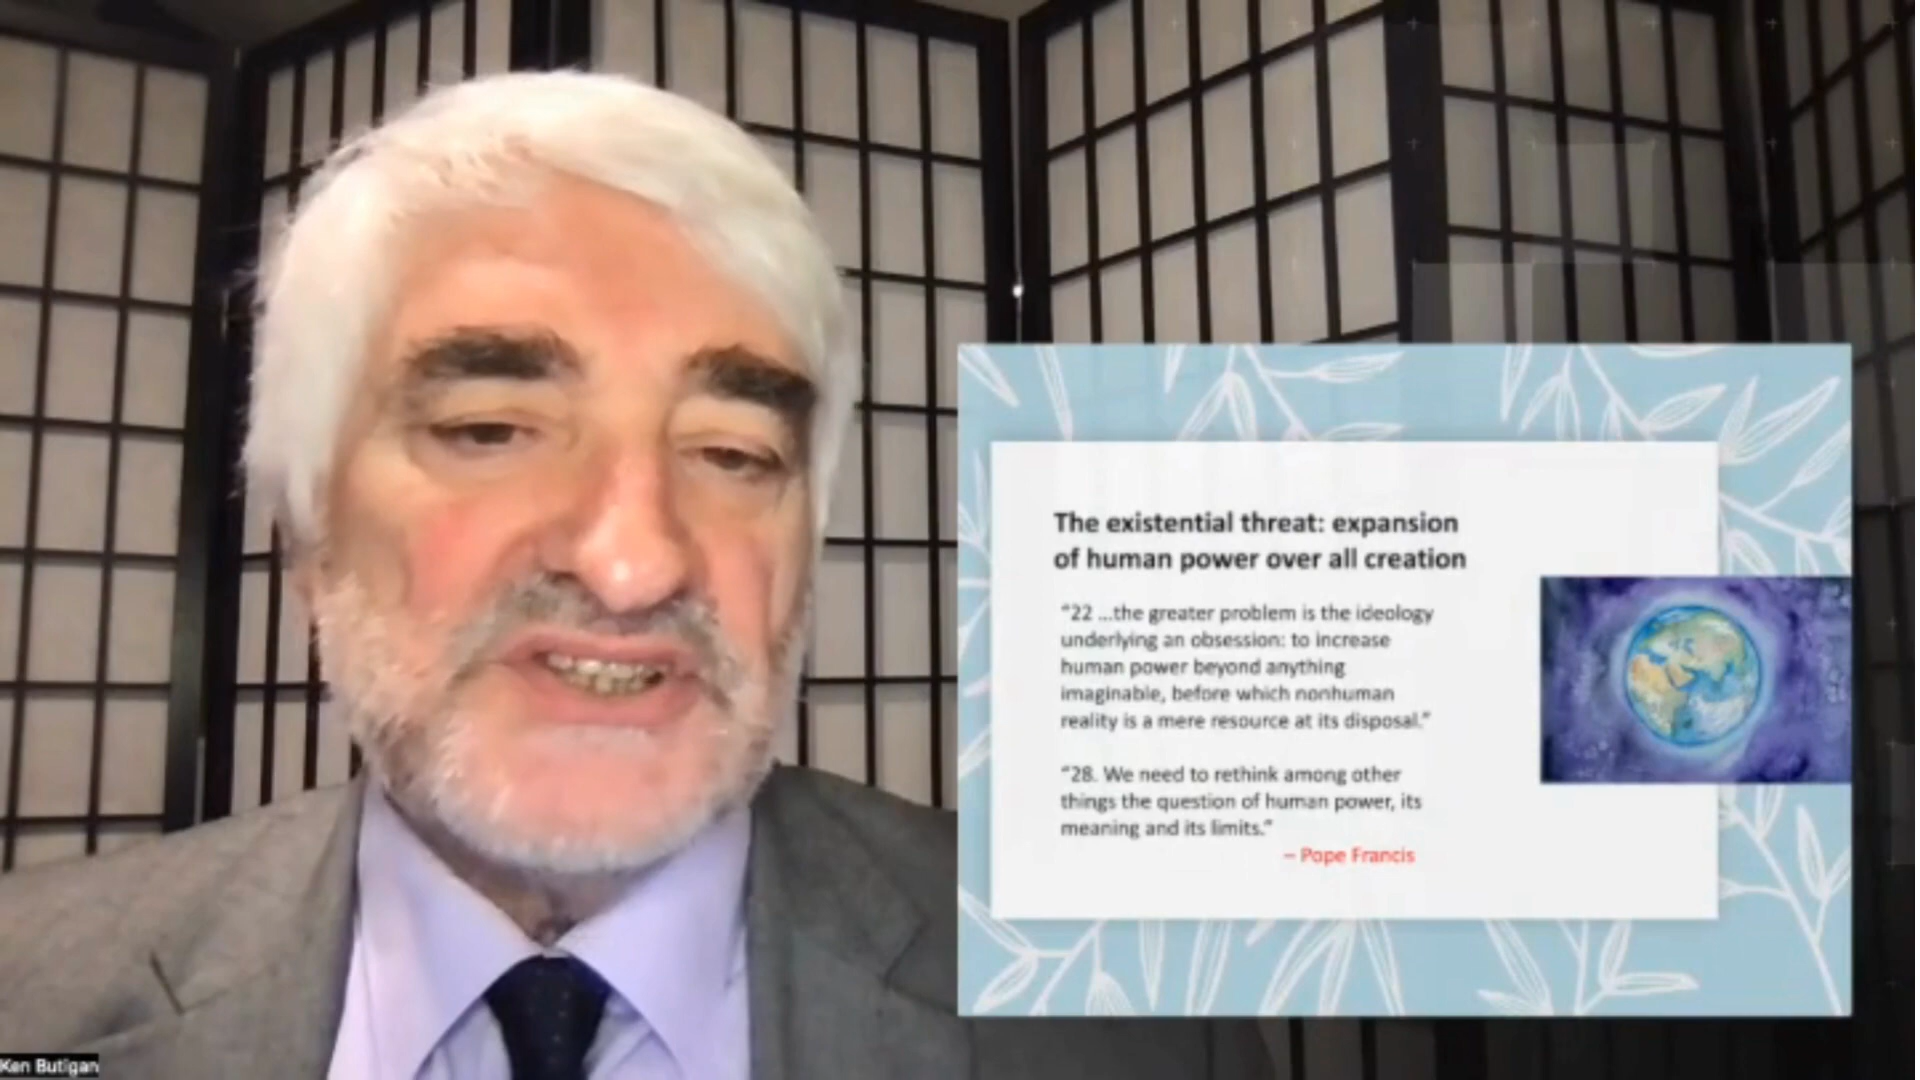 The existential threat: expansion
of human power over all creation
“22 ...the greater problem is the ideology
underlying an obsession: to increase
human power beyond anything
imaginable, before which nonhuman
reality is a mere resource at its disposal.”
“28. We need to rethink among other
things the question of human power, its
meaning and its limits.”
– Pope Francis
Ken Butigan